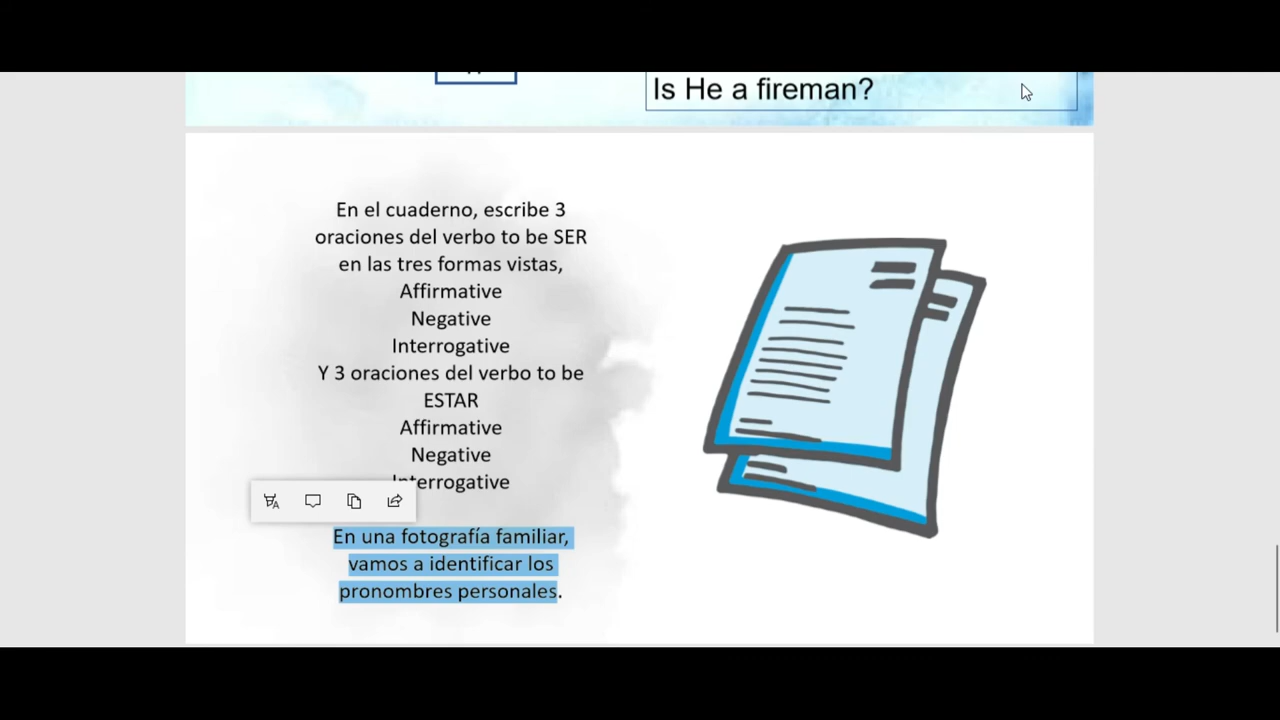 Is He a fireman?
En el cuaderno, escribe 3
oraciones del verbo to be SER
en las tres formas vistas,
Affirmative
Negative
Interrogative
Y 3 oraciones del verbo to be
ESTAR
Affirmative
Negative
Interrogative
En una fotografía familiar,
vamos a identificar los
pronombres personales.